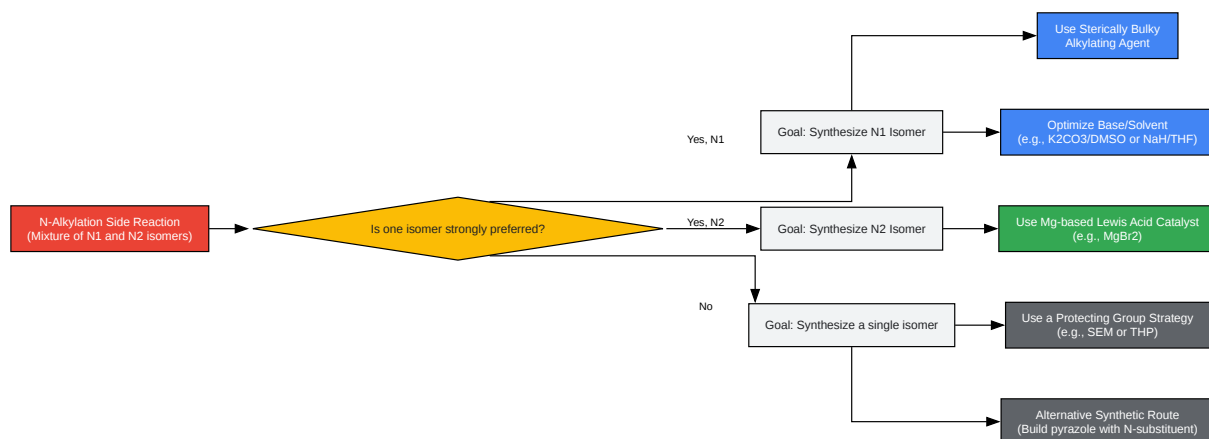 Use Sterically Bulky
Alkylating Agent
Yes, N1
Goal: Synthesize N1 Isomer
Optimize Base/Solvent
(e.g., K2CO3/DMSO or NaH/THF)
N-Alkylation Side Reaction
(Mixture of N1 and N2 isomers)
Is one isomer strongly preferred?
Yes, N2
Goal: Synthesize N2 Isomer
Use Mg-based Lewis Acid Catalyst
(e.g., MgBr2)
No
Goal: Synthesize a single isomer
Use a Protecting Group Strategy
(e.g., SEM or THP)
Alternative Synthetic Route
(Build pyrazole with N-substituent)